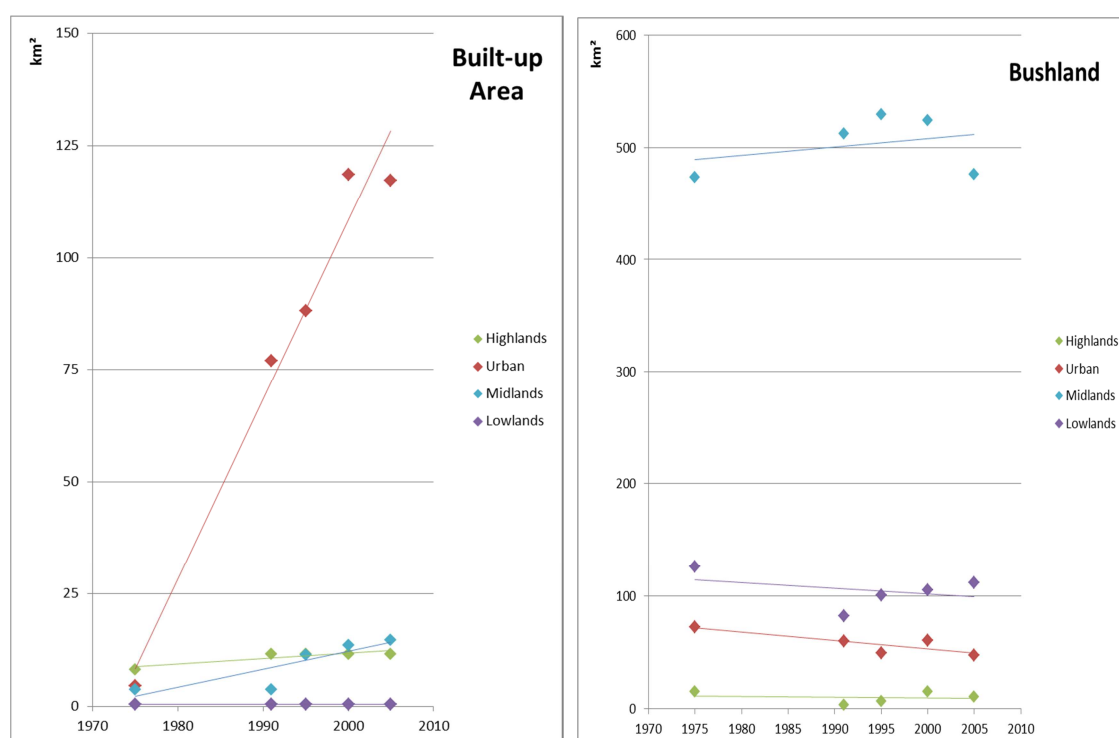 km²
150
125
100
75
50
25
0
1970
1980
1990
2000
2010
Built-up
Area
Highlands
Urban
Midlands
Lowlands
km²
600
500
400
300
200
100
0
1970 1975 1980 1985 1990 1995 2000 2005 2010
Bushland
Highlands
Urban
Midlands
Lowlands